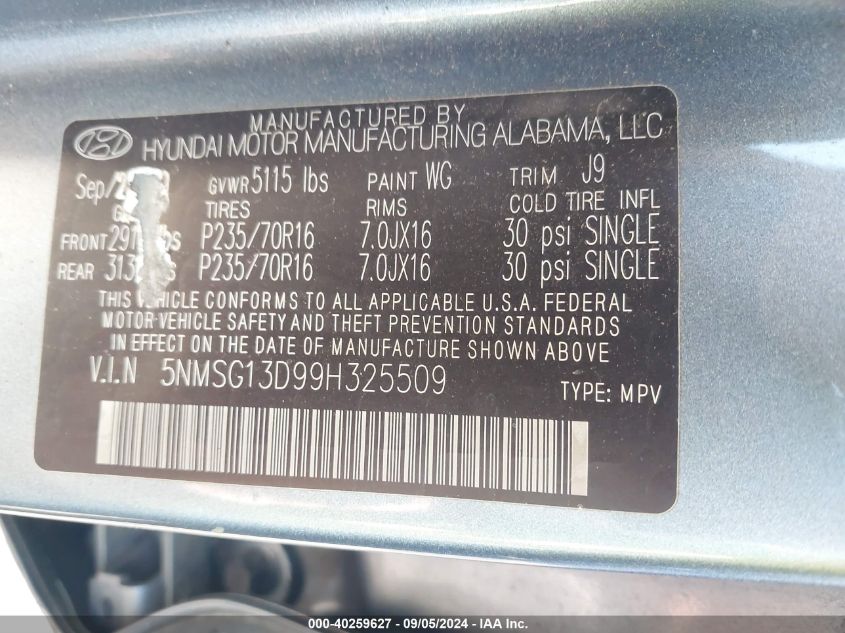 MANUFACTURED BY
HYUNDAI MOTOR MANUFACTURING ALABAMA, LLC
GVWR 5115 lbs PAINT WG TRIM J9
TIRES RIMS COLD TIRE INFL
FRONT P235/70R16 7.0JX16 30 psi SINGLE
REAR P235/70R16 7.0JX16 30 psi SINGLE
THIS VEHICLE CONFORMS TO ALL APPLICABLE U.S.A. FEDERAL
MOTOR VEHICLE SAFETY AND THEFT PREVENTION STANDARDS
IN EFFECT ON THE DATE OF MANUFACTURE SHOWN ABOVE
V.I.N 5NMSG13D99H325509 TYPE: MPV
000-40259627 - 09/05/2024 - IAAI.COM